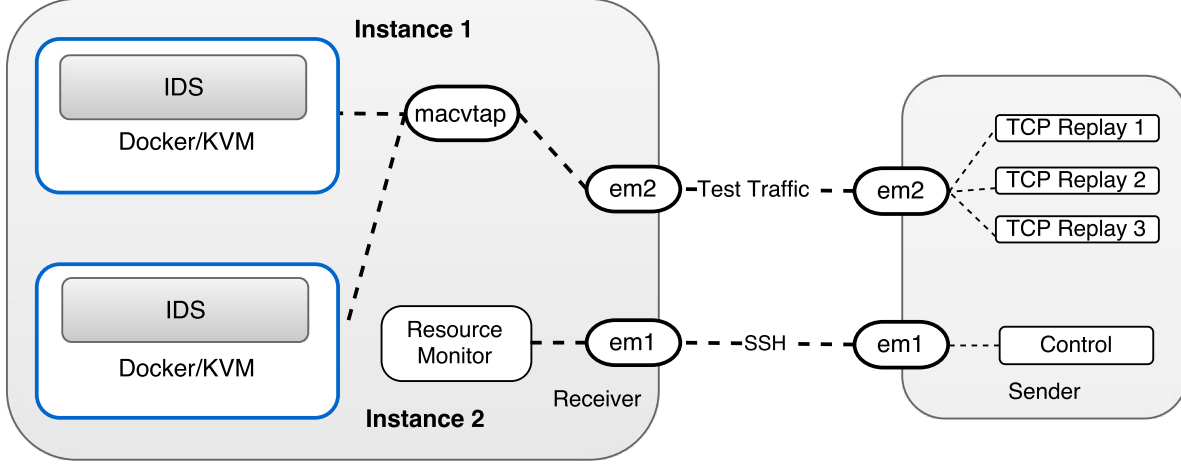 Instance 1
IDS
Docker/KVM
macvtap
em2
Test Traffic
em2
TCP Replay 1
TCP Replay 2
TCP Replay 3
IDS
Docker/KVM
Resource
Monitor
em1
SSH
em1
Control
Receiver
Sender
Instance 2